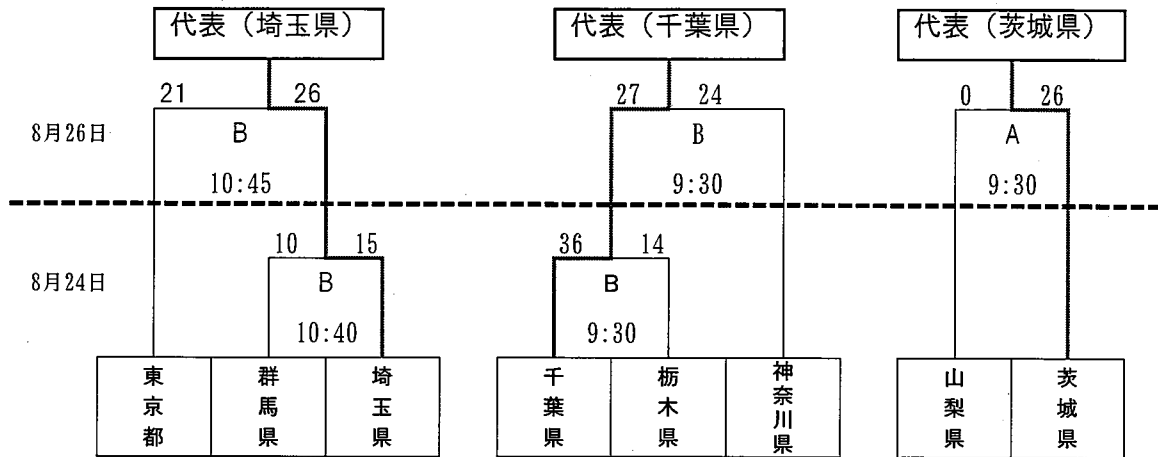 代表（埼玉県） 代表（千葉県） 代表（茨城県）
21 26 27 24 0 26
8月26日 B B A
10:45 9:30 9:30
10 15 36 14
8月24日 B B
10:40 9:30
東京都 群馬県 埼玉県 千葉県 栃木県 神奈川県 山梨県 茨城県